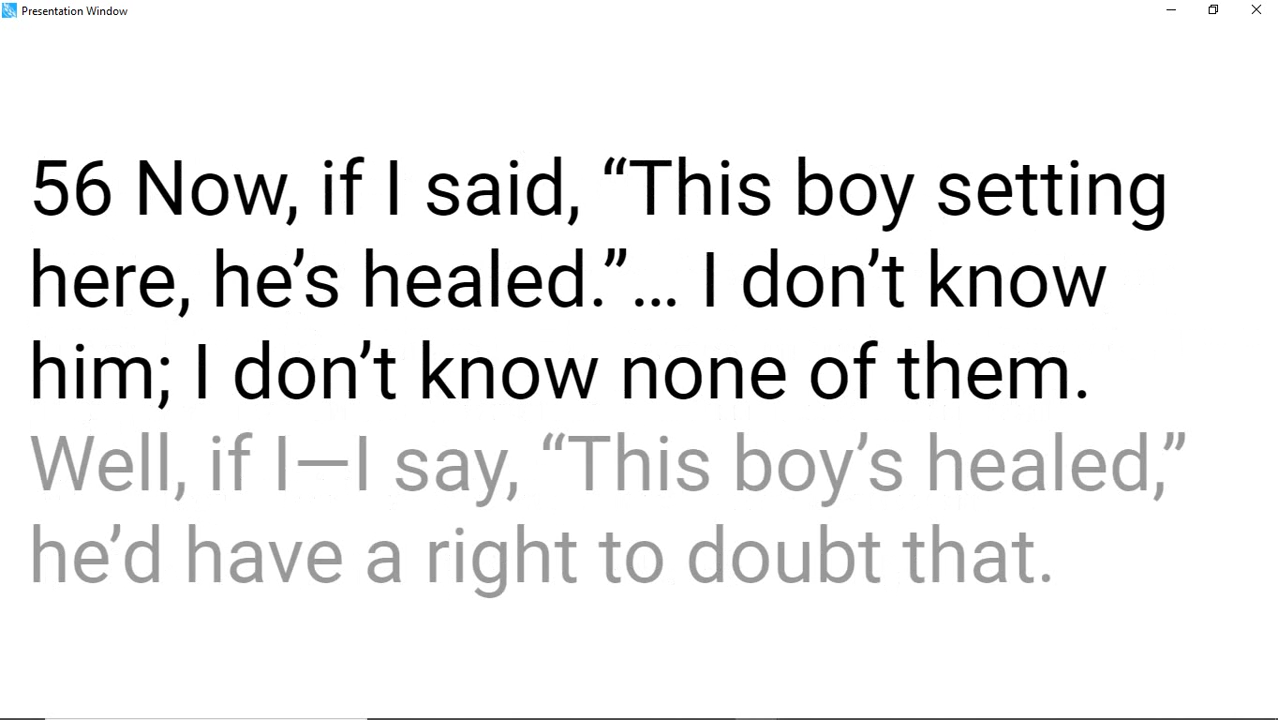 Presentation Window
56 Now, if I said, “This boy setting
here, he’s healed.”... I don’t know
him; I don’t know none of them.
Well, if I—I say, “This boy’s healed,”
he’d have a right to doubt that.